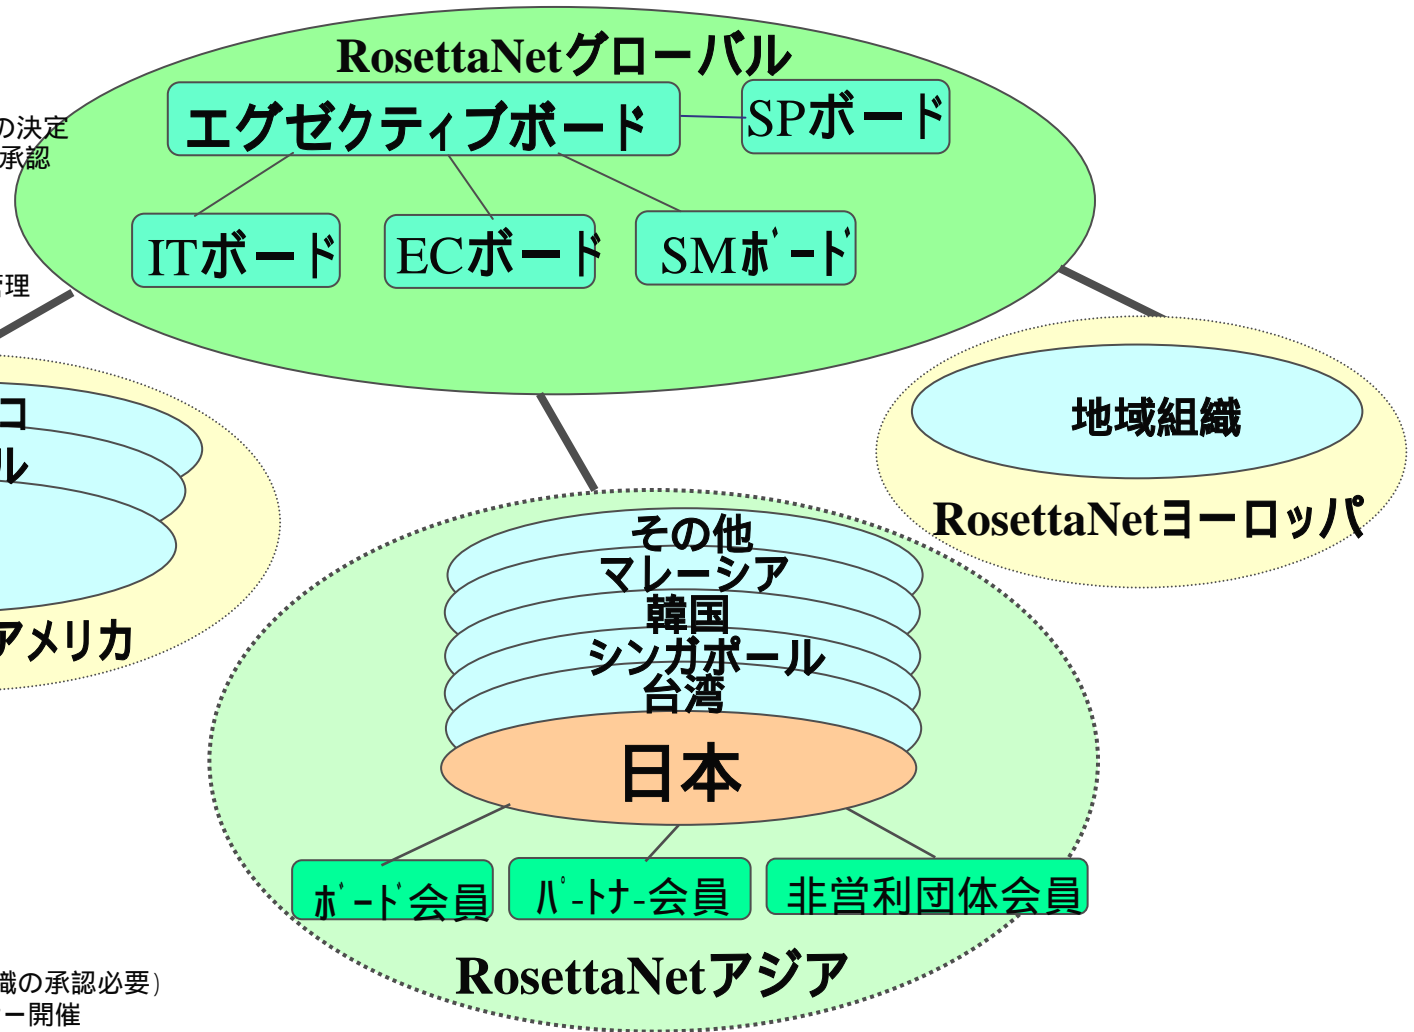 RosettaNetグローバル
エグゼクティブボード
SPボード
の決定
承認
ITボード
ECボード
SMボード
管理
コ
ル
地域組織
RosettaNetヨーロッパ
その他
マレーシア
韓国
シンガポール
台湾
アメリカ
日本
ボード会員
パートナー会員
非営利団体会員
RosettaNetアジア
織の承認必要)
ー開催